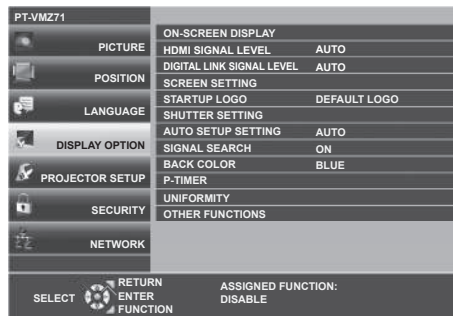 PT-VMZ71
PICTURE
POSITION
LANGUAGE
DISPLAY OPTION
PROJECTOR SETUP
SECURITY
NETWORK
ON-SCREEN DISPLAY
HDMI SIGNAL LEVEL AUTO
DIGITAL LINK SIGNAL LEVEL AUTO
SCREEN SETTING
STARTUP LOGO DEFAULT LOGO
SHUTTER SETTING
AUTO SETUP SETTING AUTO
SIGNAL SEARCH ON
BACK COLOR BLUE
P-TIMER
UNIFORMITY
OTHER FUNCTIONS
SELECT
RETURN
ENTER
FUNCTION
ASSIGNED FUNCTION:
DISABLE